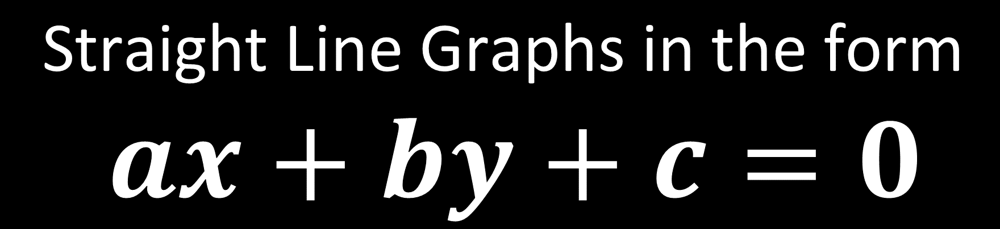 Straight Line Graphs in the form
ax + by + c = 0